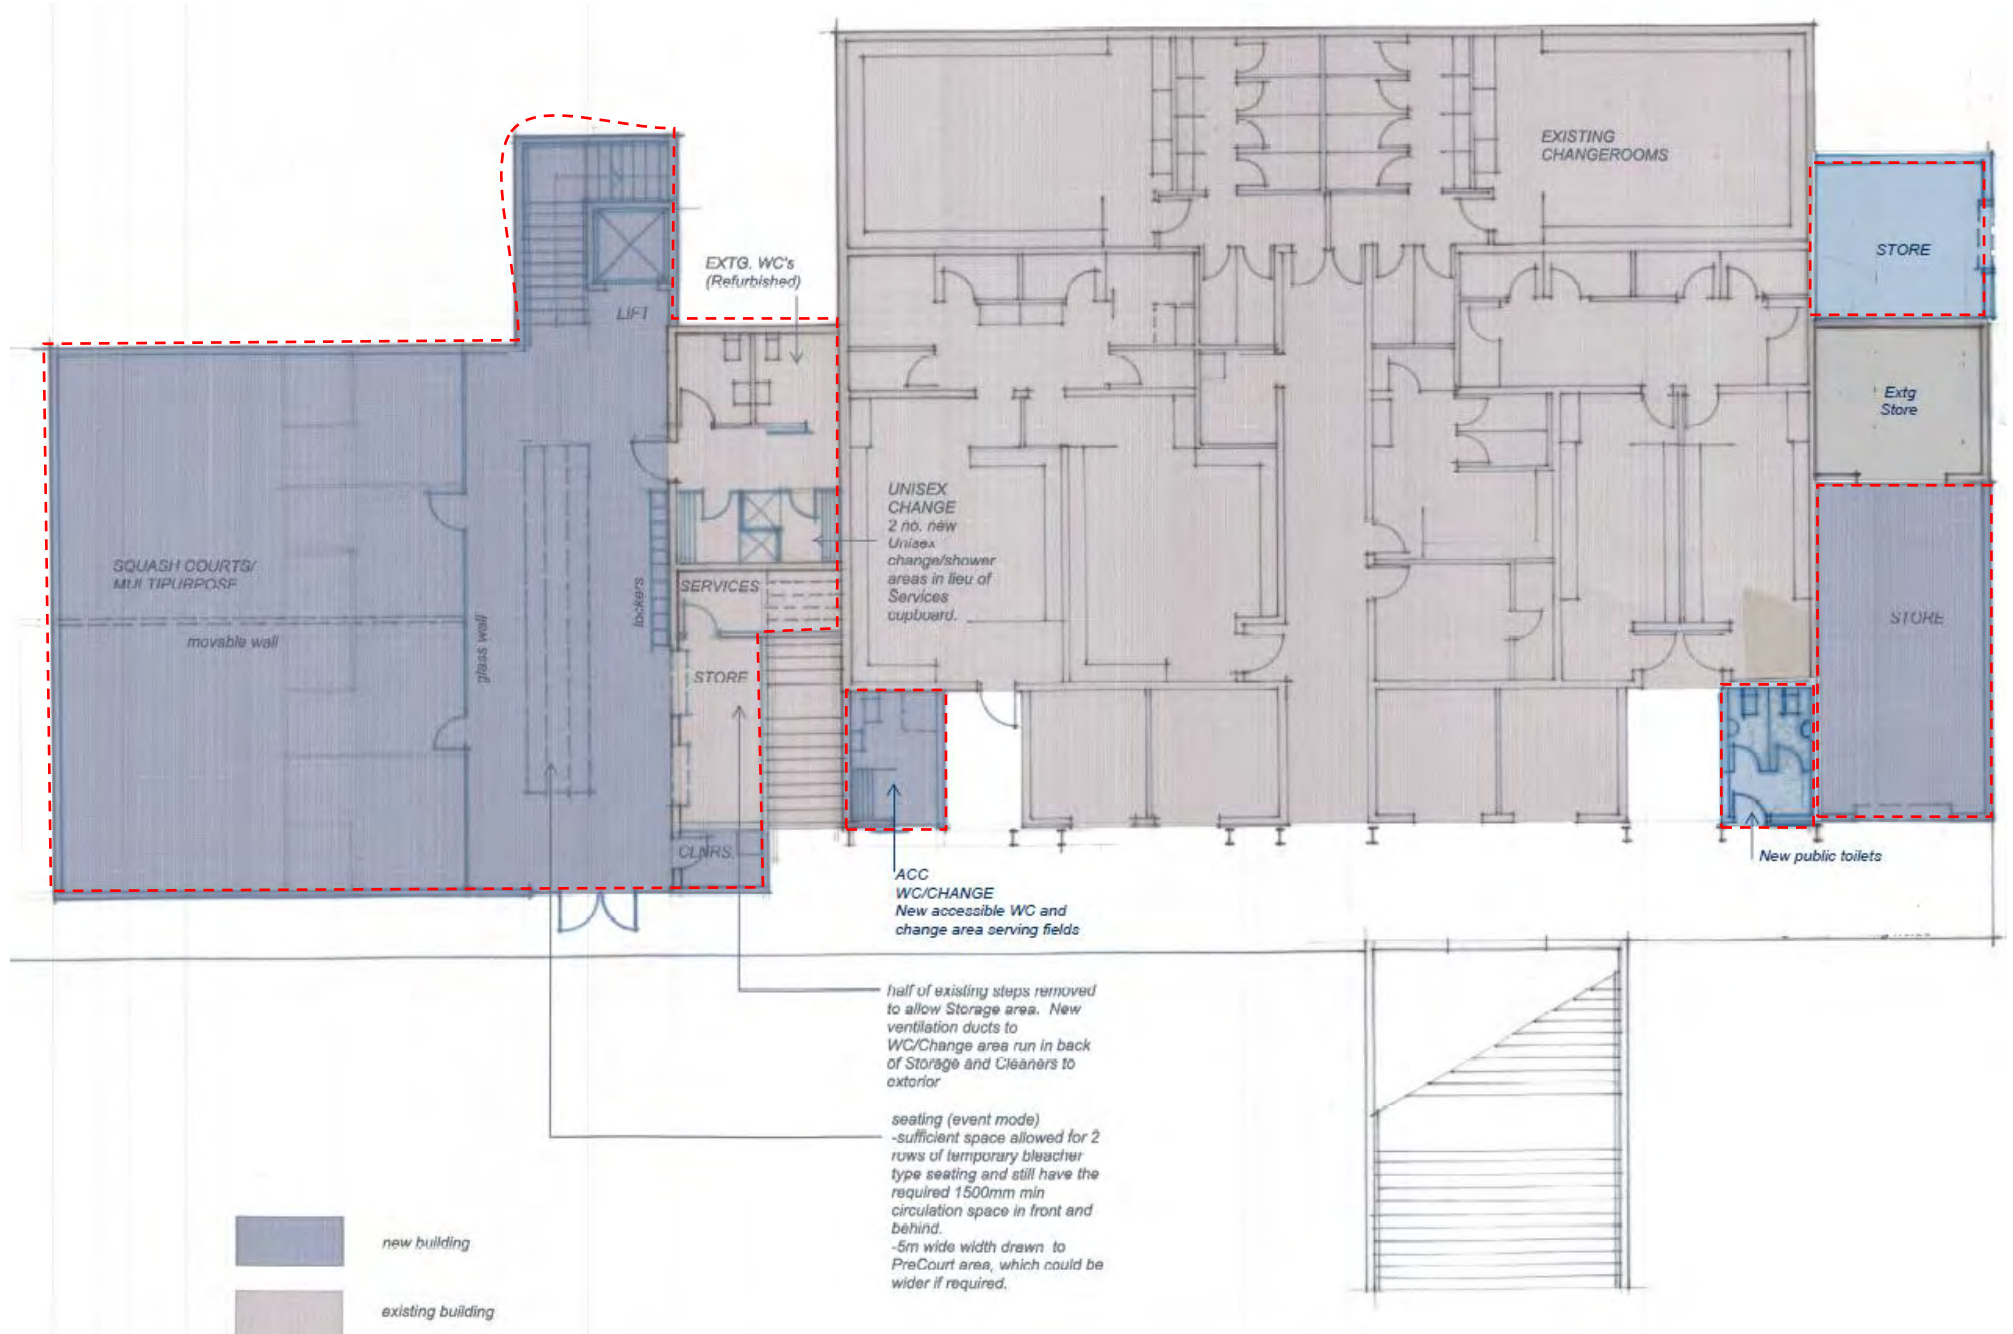 EXISTING
CHANGEROOMS
STORE
EXTG. WC's
(Refurbished)
LIFT
Extg
Store
UNISEX
CHANGE
2 no. new
Unisex
change/shower
areas in lieu of
Services
cupboard.
SQUASH COURTS/
MULTIPURPOSE
movable wall
glass wall
lockers
SERVICES
STORE
STORE
CLNRS.
New public toilets
ACC
WC/CHANGE
New accessible WC and
change area serving fields
half of existing steps removed
to allow Storage area. New
ventilation ducts to
WC/Change area run in back
of Storage and Cleaners to
exterior
seating (event mode)
-sufficient space allowed for 2
rows of temporary bleacher
type seating and still have the
required 1500mm min
circulation space in front and
behind.
-5m wide width drawn to
PreCourt area, which could be
wider if required.
new building
existing building